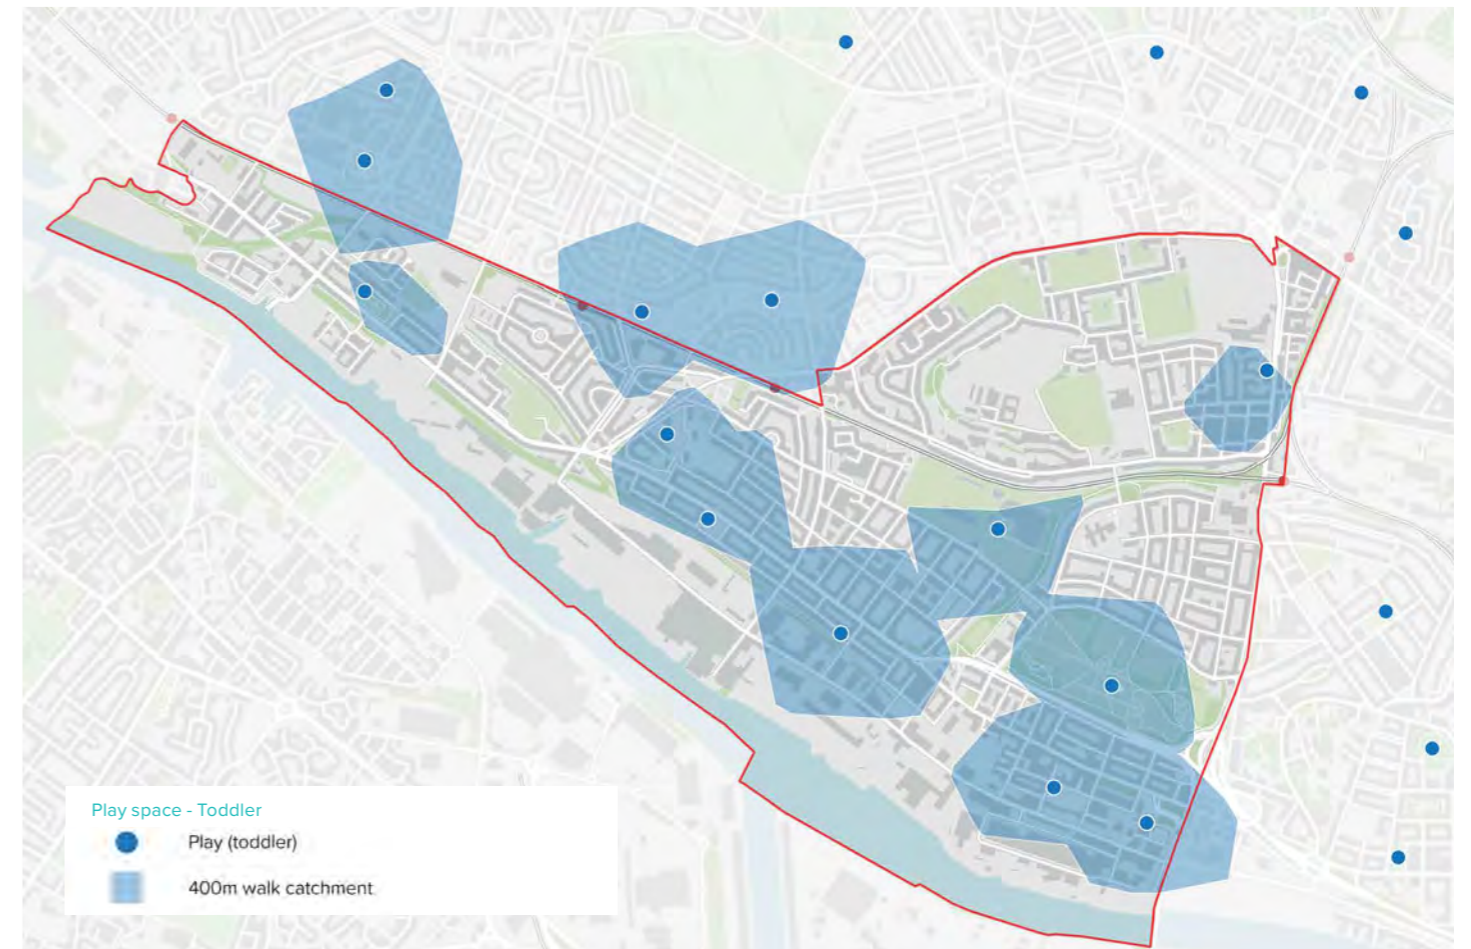 Play space - Toddler
Play (toddler)
400m walk catchment